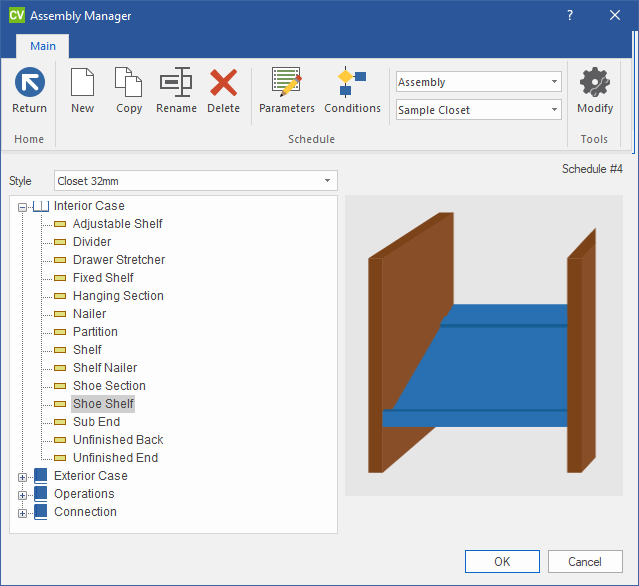 CV Assembly Manager ?
Main
Return New Copy Rename Delete Parameters Conditions Assembly Modify
Sample Closet
Home Schedule Tools
Schedule #4
Style Closet 32mm
Interior Case
Adjustable Shelf
Divider
Drawer Stretcher
Fixed Shelf
Hanging Section
Nailer
Partition
Shelf
Shelf Nailer
Shoe Section
Shoe Shelf
Sub End
Unfinished Back
Unfinished End
Exterior Case
Operations
Connection
OK Cancel